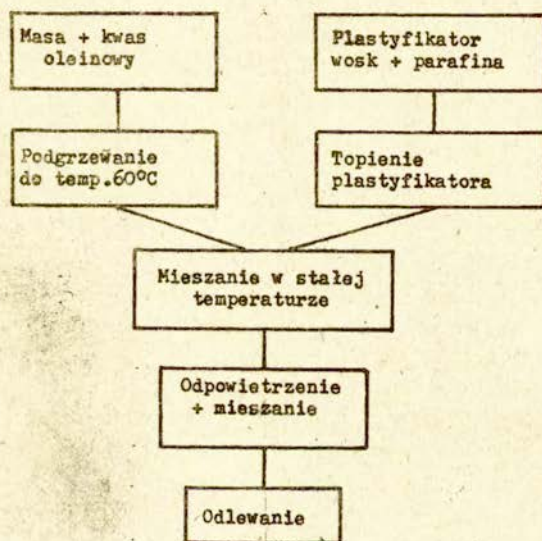 Masa + kwas
oleinowy
Plastyfikator
wosk + parafina
Podgrzewanie
do temp.60°C
Topienie
plastyfikatora
Mieszanie w stałej
temperaturze
Odpowietrzenie
+ mieszanie
Odlewanie